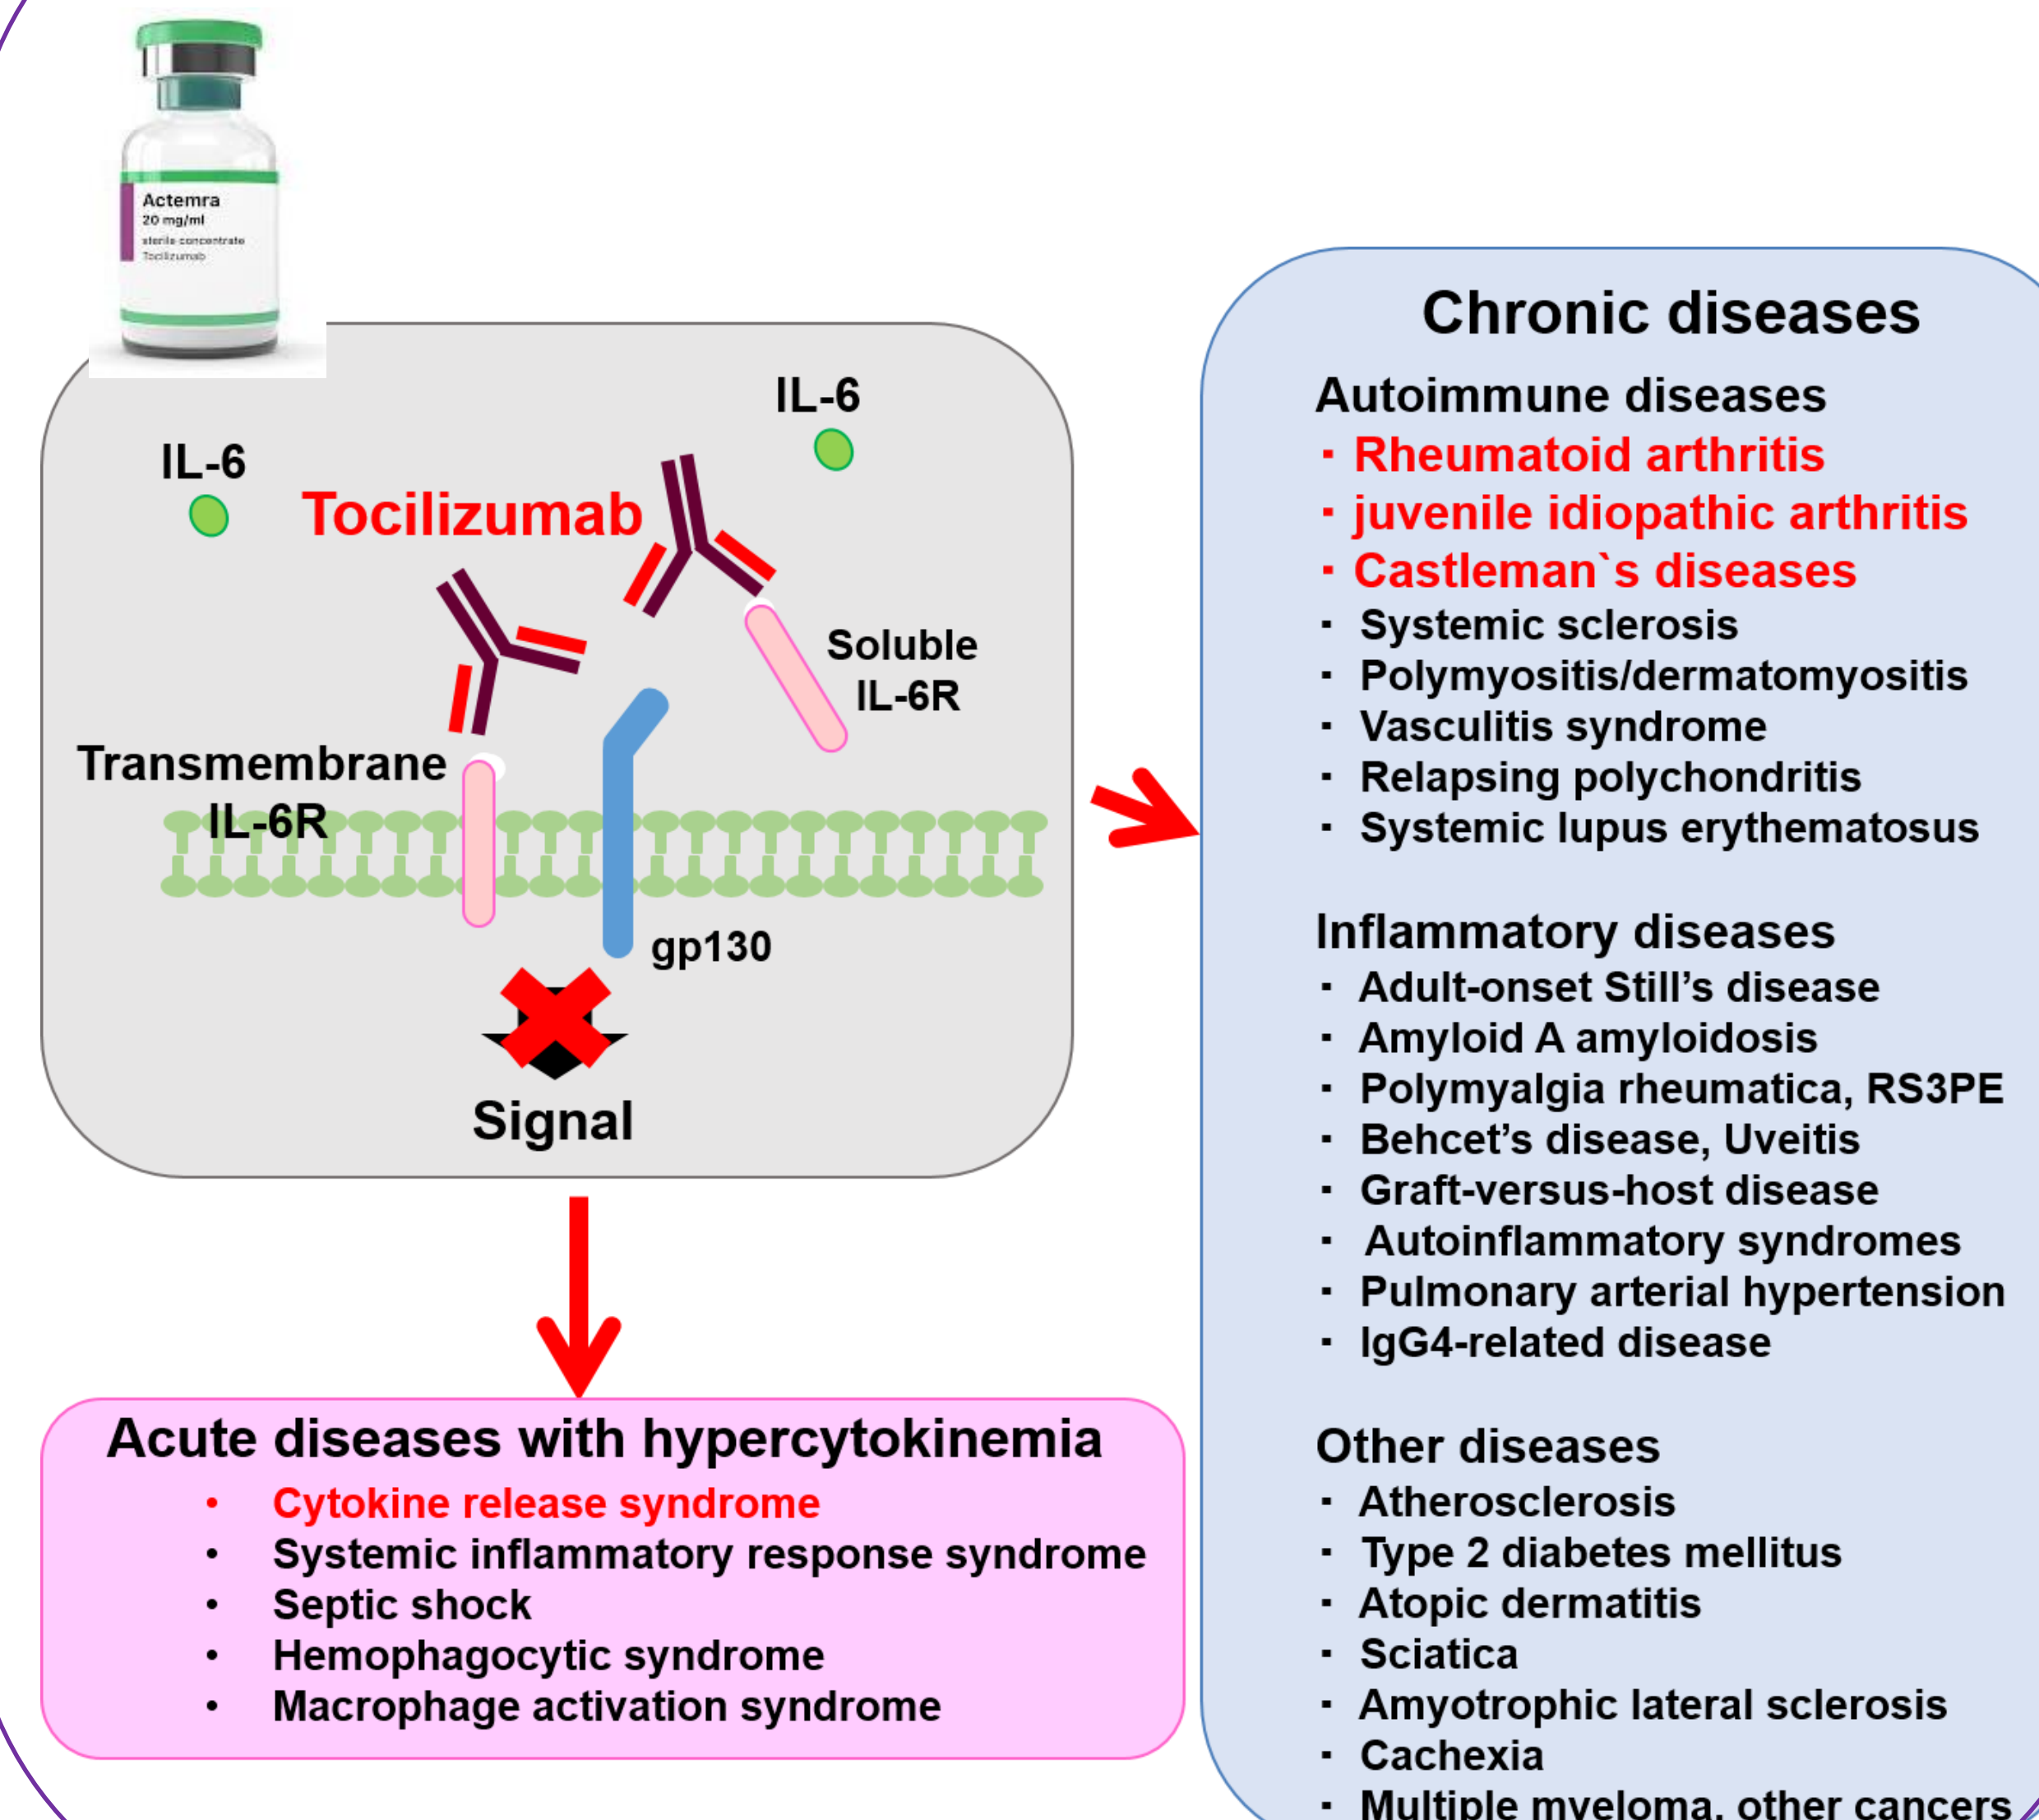 Actemra
20 mg/ml
sterile concentrate
Tocilizumab
IL-6
IL-6
Tocilizumab
Soluble
IL-6R
Transmembrane
IL-6R
gp130
Signal
Acute diseases with hypercytokinemia
• Cytokine release syndrome
• Systemic inflammatory response syndrome
• Septic shock
• Hemophagocytic syndrome
• Macrophage activation syndrome
Chronic diseases
Autoimmune diseases
· Rheumatoid arthritis
· juvenile idiopathic arthritis
· Castleman`s diseases
· Systemic sclerosis
· Polymyositis/dermatomyositis
· Vasculitis syndrome
· Relapsing polychondritis
· Systemic lupus erythematosus
Inflammatory diseases
· Adult-onset Still’s disease
· Amyloid A amyloidosis
· Polymyalgia rheumatica, RS3PE
· Behcet’s disease, Uveitis
· Graft-versus-host disease
· Autoinflammatory syndromes
· Pulmonary arterial hypertension
· IgG4-related disease
Other diseases
· Atherosclerosis
· Type 2 diabetes mellitus
· Atopic dermatitis
· Sciatica
· Amyotrophic lateral sclerosis
· Cachexia
· Multiple myeloma, other cancers